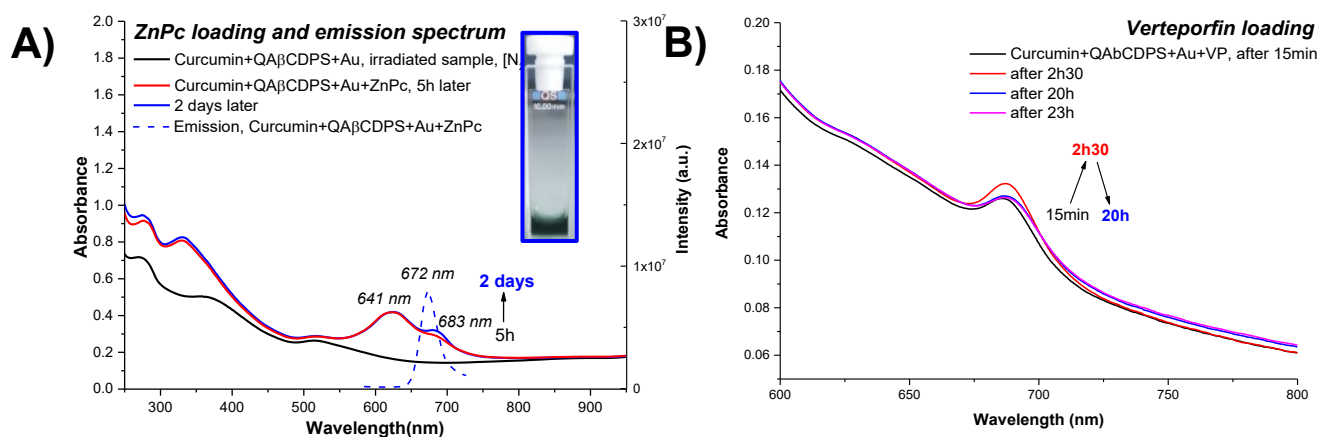 A)
ZnPc loading and emission spectrum
Curcumin+QAβCDPS+Au, irradiated sample, [N
Curcumin+QAβCDPS+Au+ZnPc, 5h later
2 days later
Emission, Curcumin+QAβCDPS+Au+ZnPc
QS
10,00mm
2.0
1.8
1.6
1.4
1.2
1.0
0.8
0.6
0.4
0.2
0.0
Absorbance
3x10⁷
2x10⁷
1x10⁷
0
Intensity (a.u.)
672 nm
641 nm
683 nm
2 days
5h
300 400 500 600 700 800 900
Wavelength(nm)
B)
Verteporfin loading
Curcumin+QAbCDPS+Au+VP, after 15min
after 2h30
after 20h
after 23h
0.20
0.18
0.16
0.14
0.12
0.10
0.08
0.06
Absorbance
2h30
15min 20h
600 650 700 750 800
Wavelength (nm)